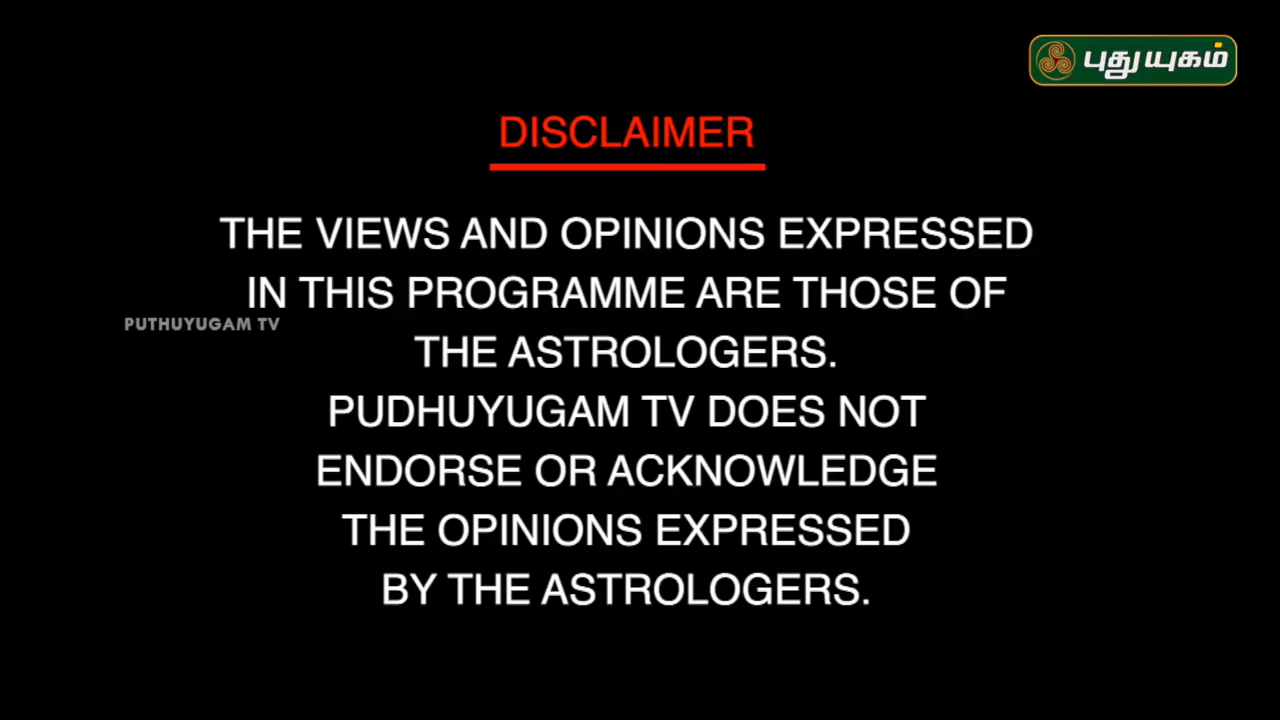 புதுயுகம்
DISCLAIMER
THE VIEWS AND OPINIONS EXPRESSED
IN THIS PROGRAMME ARE THOSE OF
PUTHUYUGAM TV
THE ASTROLOGERS.
PUDHUYUGAM TV DOES NOT
ENDORSE OR ACKNOWLEDGE
THE OPINIONS EXPRESSED
BY THE ASTROLOGERS.